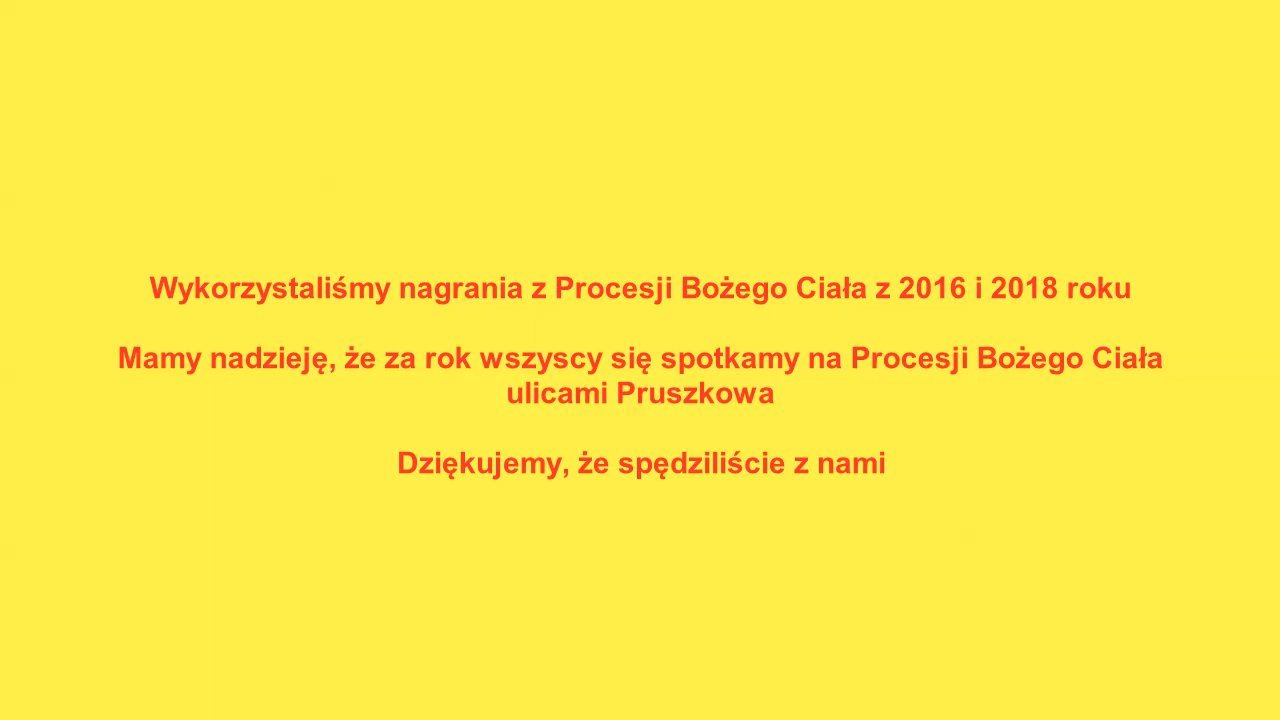 Wykorzystaliśmy nagrania z Procesji Bożego Ciała z 2016 i 2018 roku
Mamy nadzieję, że za rok wszyscy się spotkamy na Procesji Bożego Ciała
ulicami Pruszkowa
Dziękujemy, że spędziliście z nami